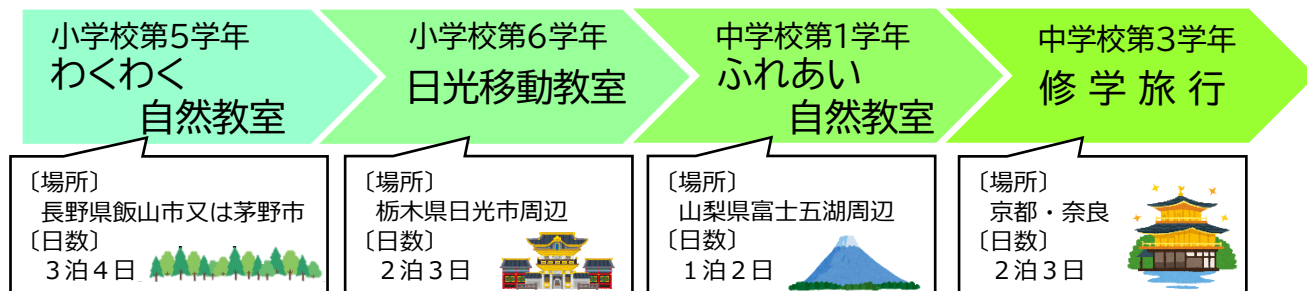 小学校第5学年
わくわく
自然教室
小学校第6学年
日光移動教室
中学校第1学年
ふれあい
自然教室
中学校第3学年
修学旅行
〔場所〕
長野県飯山市又は茅野市
〔日数〕
３泊４日
〔場所〕
栃木県日光市周辺
〔日数〕
２泊３日
〔場所〕
山梨県富士五湖周辺
〔日数〕
１泊２日
〔場所〕
京都・奈良
〔日数〕
２泊３日